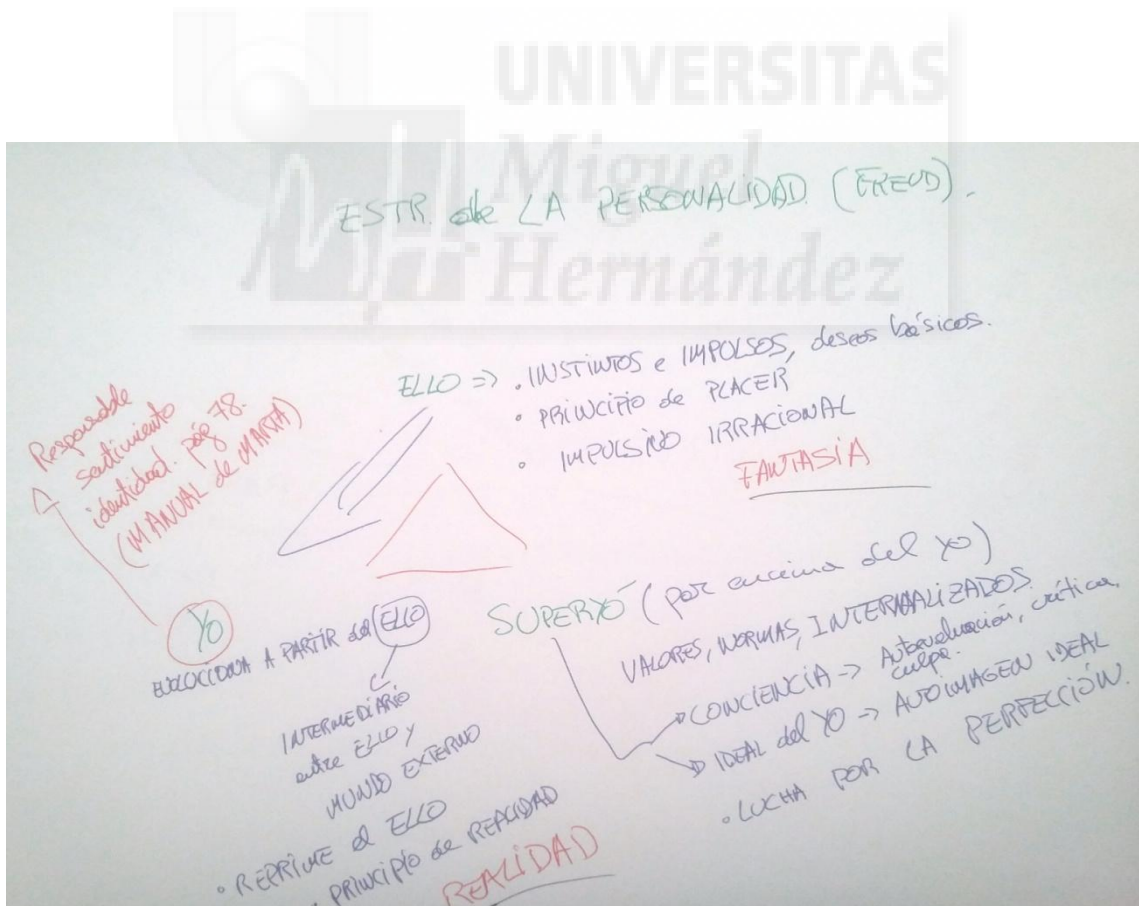 UNIVERSITAS
Miguel
Hernández
ESTR. de LA PERSONALIDAD. (FREUD).
ELLO => . INSTINTOS e IMPULSOS, deseos básicos.
• PRINCIPIO de PLACER
• IMPULSIVO IRRACIONAL
FANTASÍA
Responsable
sentimiento
identidad. pág 78.
(MANUAL de MARTA)
YO
EVOLUCIONA A PARTIR del ELLO
INTERMEDIARIO
entre ELLO y
MUNDO EXTERNO
• REPRIME el ELLO
• PRINCIPIO de REALIDAD
REALIDAD
SUPERYÓ (por encima del YO)
VALORES, NORMAS, INTERNALIZADOS.
CONCIENCIA -> Autoevaluación, crítica,
culpa.
IDEAL del YO -> AUTOIMAGEN IDEAL
• LUCHA POR LA PERFECCIÓN.